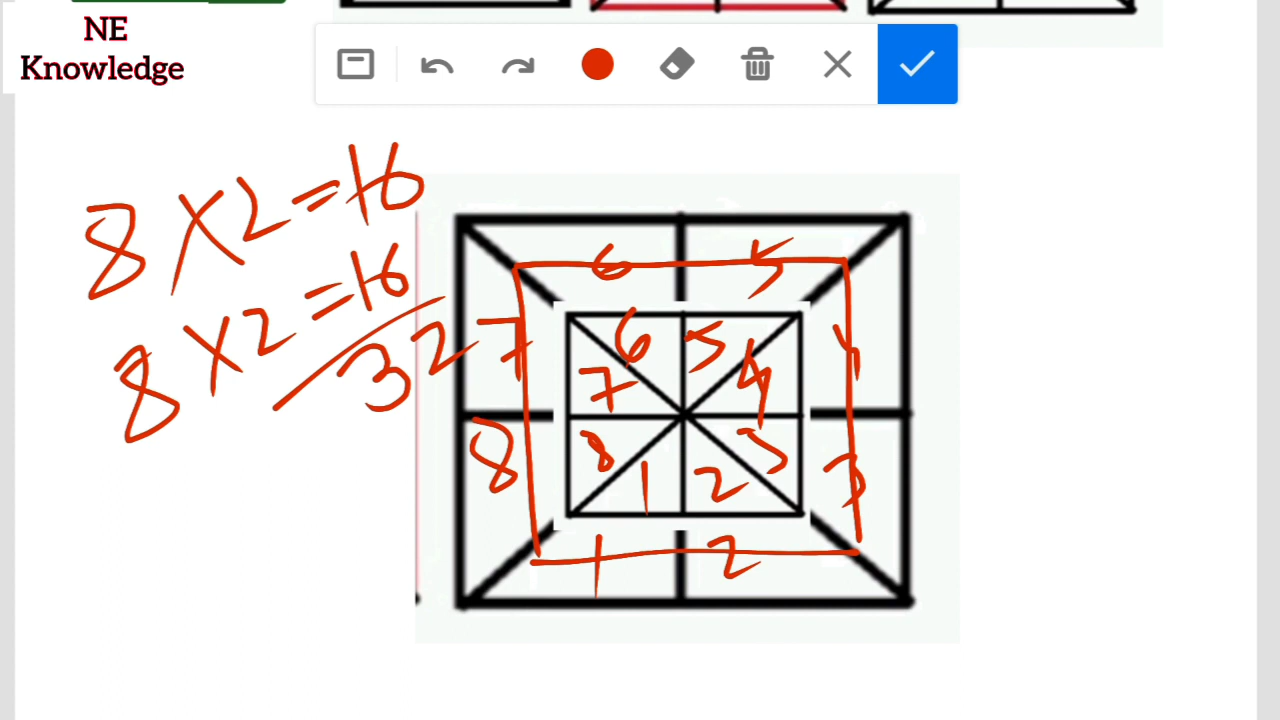 NE
Knowledge
8 X 2 = 16
8 X 2 = 16
32
6 5
7 6 5 4
7 4
8 8 3 3
1 2
1 2